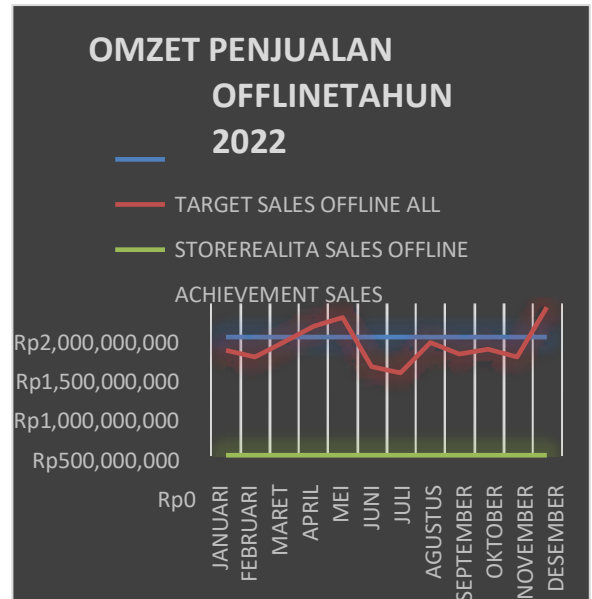 OMZET PENJUALAN
OFFLINETAHUN
2022
TARGET SALES OFFLINE ALL
STOREREALITA SALES OFFLINE
ACHIEVEMENT SALES
Rp2,000,000,000
Rp1,500,000,000
Rp1,000,000,000
Rp500,000,000
Rp0
JANUARI
FEBRUARI
MARET
APRIL
MEI
JUNI
JULI
AGUSTUS
SEPTEMBER
OKTOBER
NOVEMBER
DESEMBER